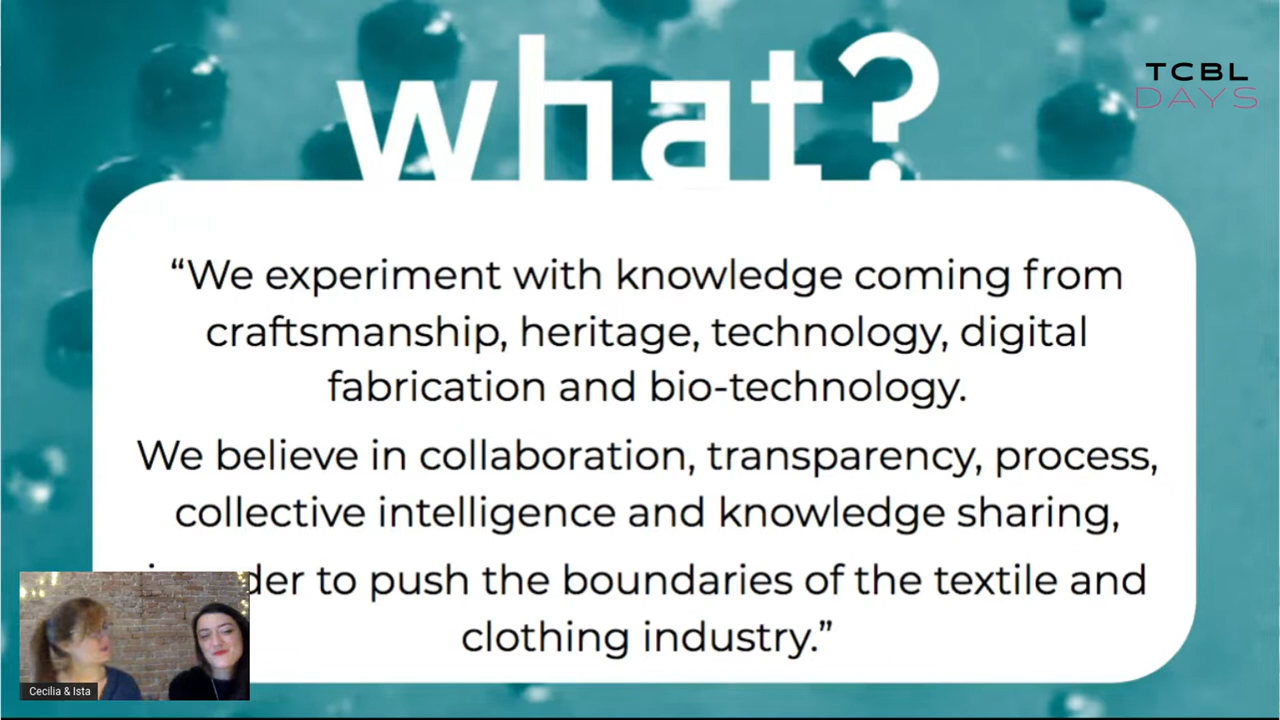 what?
TCBL
DAYS
“We experiment with knowledge coming from
craftsmanship, heritage, technology, digital
fabrication and bio-technology.
We believe in collaboration, transparency, process,
collective intelligence and knowledge sharing,
to push the boundaries of the textile and
clothing industry.”
Cecilia & Ista